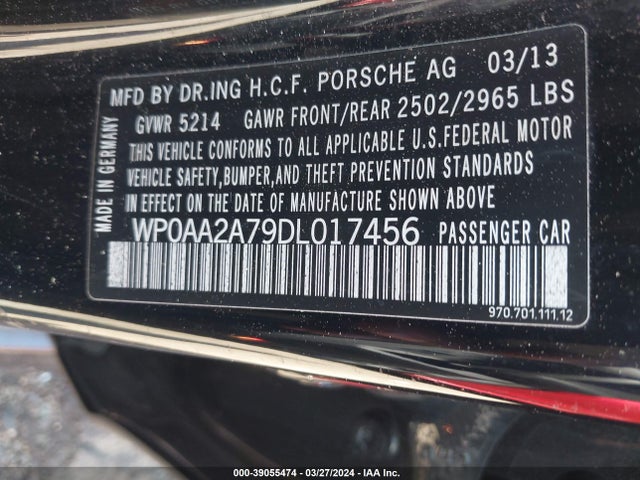 MFD BY DR.ING H.C.F. PORSCHE AG 03/13
GVWR 5214 GAWR FRONT/REAR 2502/2965 LBS
THIS VEHICLE CONFORMS TO ALL APPLICABLE U.S.FEDERAL MOTOR
VEHICLE SAFETY,BUMPER,AND THEFT PREVENTION STANDARDS
IN EFFECT ON THE DATE OF MANUFACTURE SHOWN ABOVE
MADE IN GERMANY
WP0AA2A79DL017456 PASSENGER CAR
970.701.111.12
000-39055474 | 03/27/2024 | IAA Inc.